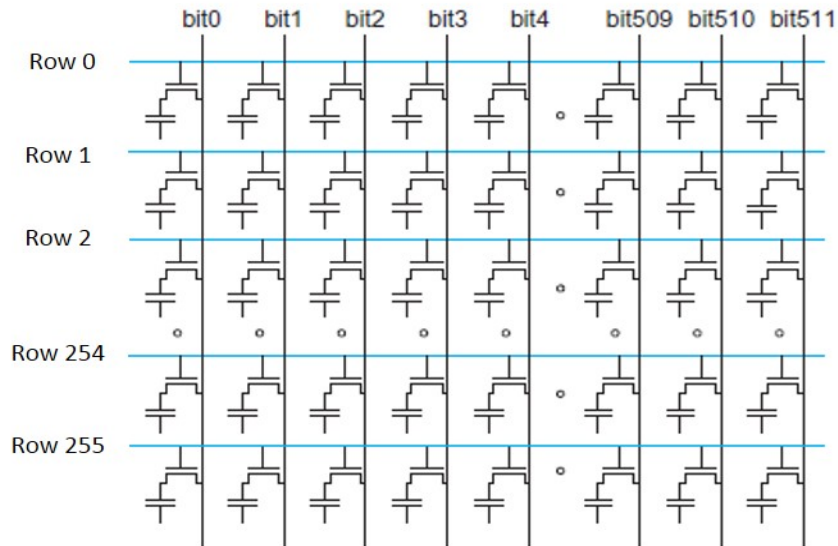 bit0 bit1 bit2 bit3 bit4 bit509 bit510 bit511
Row 0
Row 1
Row 2
Row 254
Row 255